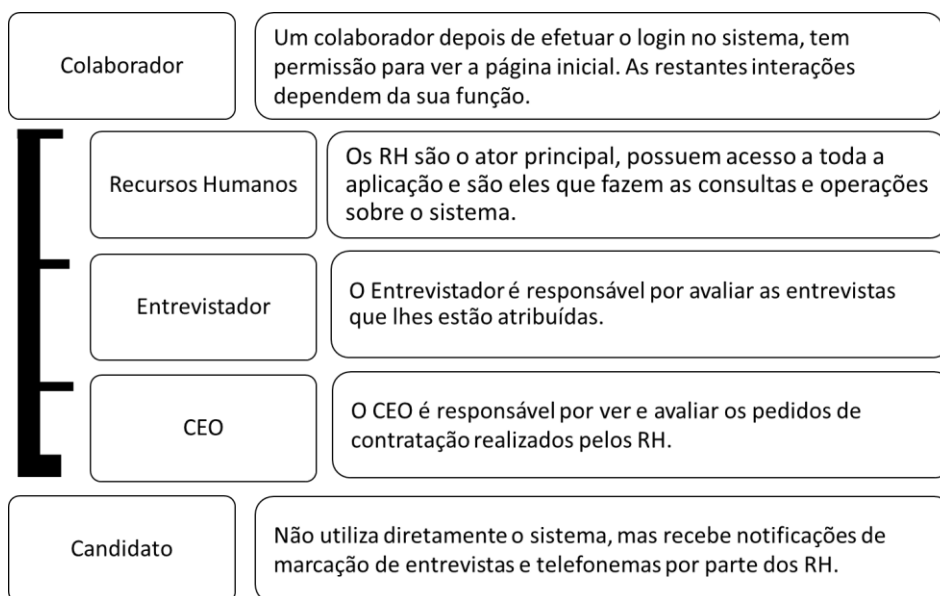 Colaborador
Um colaborador depois de efetuar o login no sistema, tem
permissão para ver a página inicial. As restantes interações
dependem da sua função.
Recursos Humanos
Os RH são o ator principal, possuem acesso a toda a
aplicação e são eles que fazem as consultas e operações
sobre o sistema.
Entrevistador
O Entrevistador é responsável por avaliar as entrevistas
que lhes estão atribuídas.
CEO
O CEO é responsável por ver e avaliar os pedidos de
contratação realizados pelos RH.
Candidato
Não utiliza diretamente o sistema, mas recebe notificações de
marcação de entrevistas e telefonemas por parte dos RH.